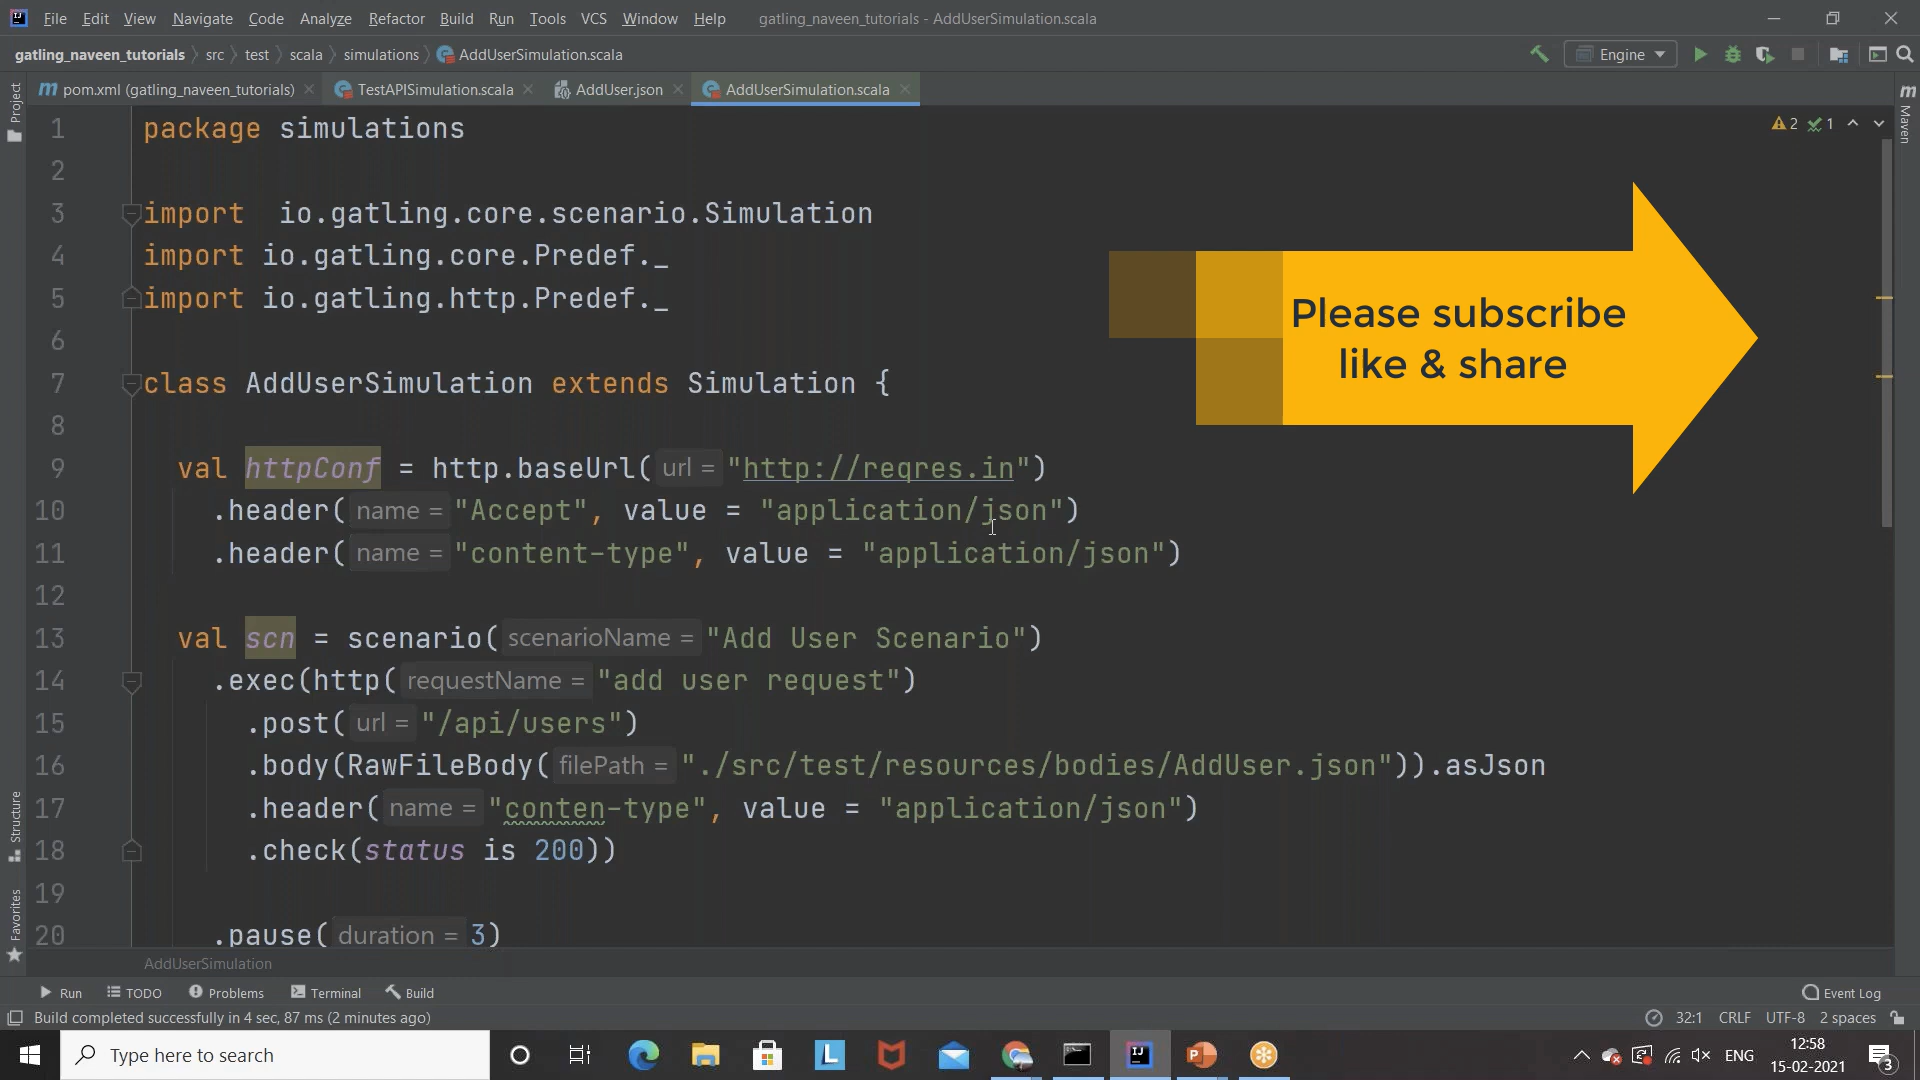 File Edit View Navigate Code Analyze Refactor Build Run Tools VCS Window Help gatling_naveen_tutorials - AddUserSimulation.scala
gatling_naveen_tutorials src test scala simulations AddUserSimulation.scala Engine
pom.xml (gatling_naveen_tutorials) TestAPISimulation.scala AddUser.json AddUserSimulation.scala
Project
Maven
2 1
1 package simulations
2
3 import  io.gatling.core.scenario.Simulation
4 import io.gatling.core.Predef._
5 import io.gatling.http.Predef._
6
7 class AddUserSimulation extends Simulation {
8
9 val httpConf = http.baseUrl( url = "http://reqres.in")
10 .header( name = "Accept", value = "application/json")
11 .header( name = "content-type", value = "application/json")
12
13 val scn = scenario( scenarioName = "Add User Scenario")
14 .exec(http( requestName = "add user request")
15 .post( url = "/api/users")
16 .body(RawFileBody( filePath = "./src/test/resources/bodies/AddUser.json")).asJson
17 .header( name = "conten-type", value = "application/json")
18 .check(status is 200))
19
20 .pause( duration = 3)
Please subscribe
like & share
Structure
Favorites
AddUserSimulation
Run TODO Problems Terminal Build Event Log
Build completed successfully in 4 sec, 87 ms (2 minutes ago) 32:1 CRLF UTF-8 2 spaces
Type here to search
ENG
12:58
15-02-2021
3